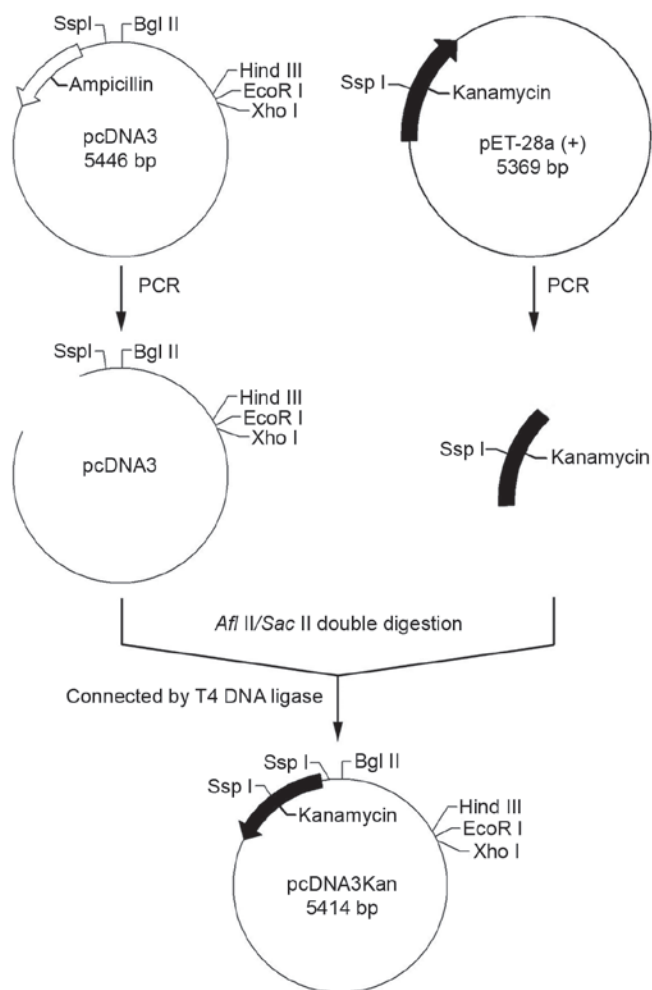 SspI
Bgl II
Hind III
EcoR I
Xho I
Ampicillin
pcDNA3
5446 bp
Ssp I
Kanamycin
pET-28a (+)
5369 bp
PCR
PCR
SspI
Bgl II
Hind III
EcoR I
Xho I
pcDNA3
Ssp I
Kanamycin
Afl II/Sac II double digestion
Connected by T4 DNA ligase
Ssp I
Bgl II
Ssp I
Kanamycin
Hind III
EcoR I
Xho I
pcDNA3Kan
5414 bp